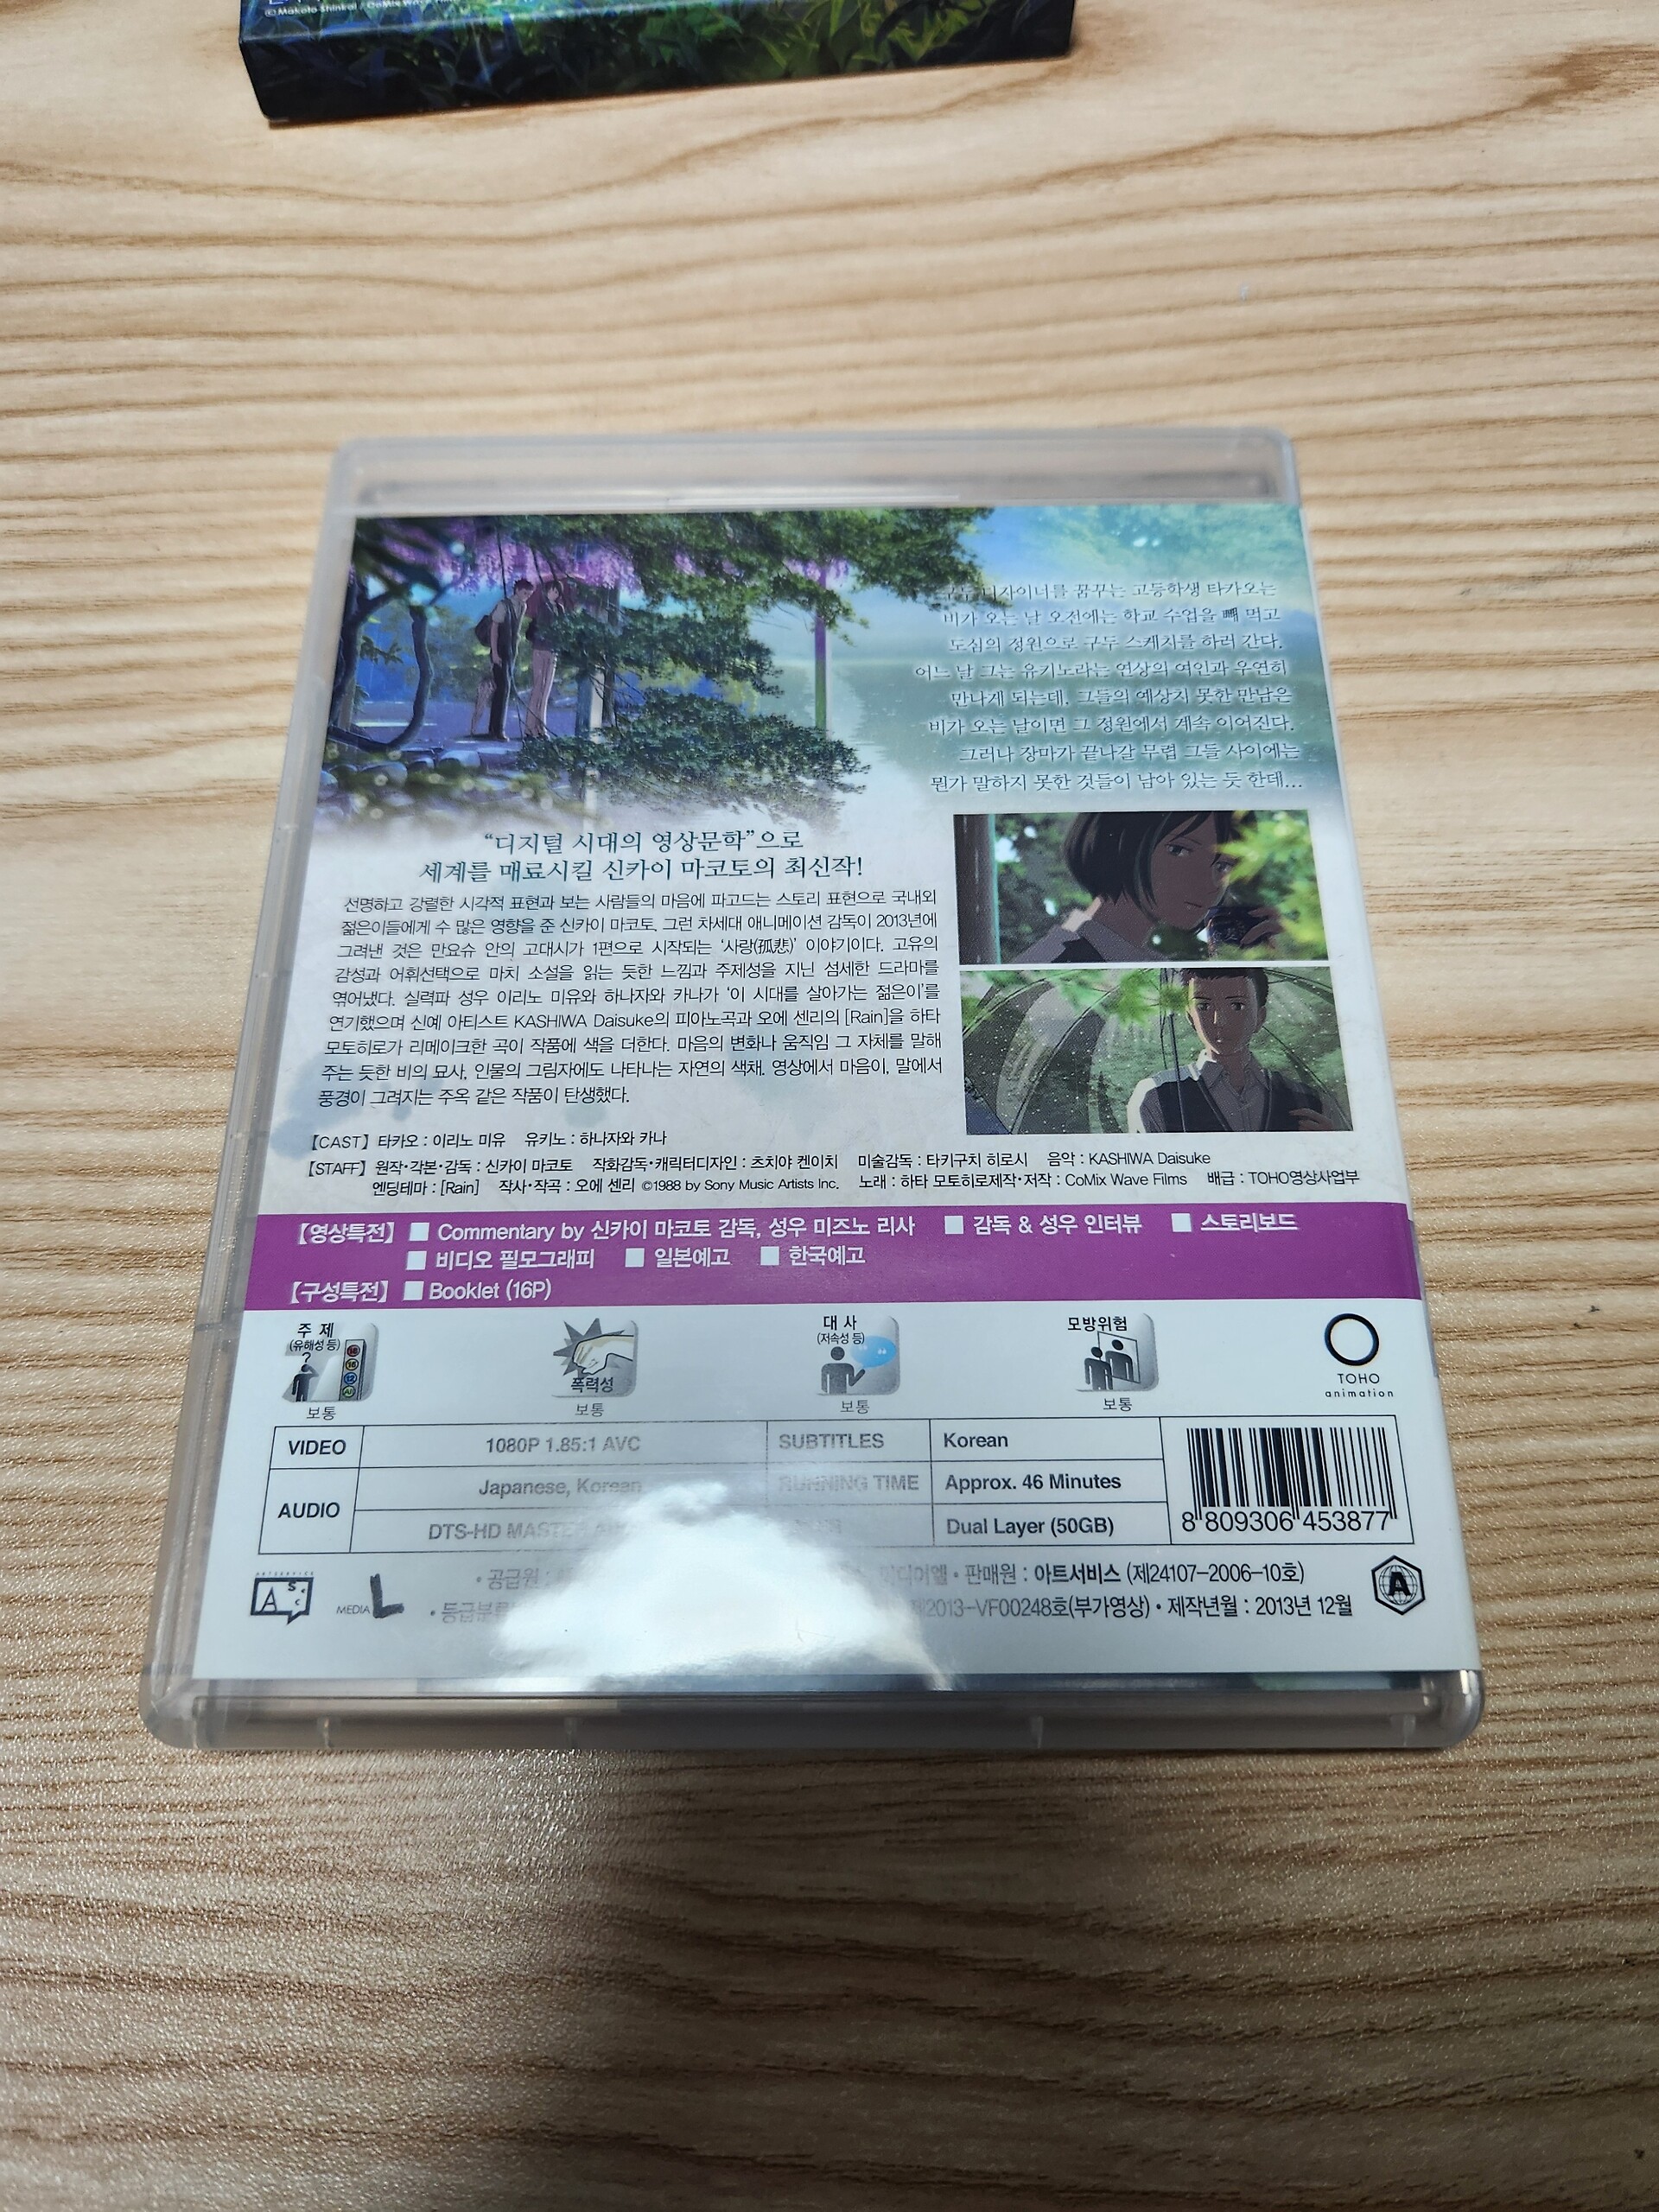 © Makoto Shinkai / CoMix Wave
디자이너를 꿈꾸는 고등학생 타카오는
비가 오는 날 오전에는 학교 수업을 빼 먹고
도심의 정원으로 구두 스케치를 하러 간다.
어느 날 그는 유키노라는 연상의 여인과 우연히
만나게 되는데. 그들의 예상치 못한 만남은
비가 오는 날이면 그 정원에서 계속 이어진다.
그러나 장마가 끝나갈 무렵 그들 사이에는
뭔가 말하지 못한 것들이 남아 있는 듯 한데...
“디지털 시대의 영상문학”으로
세계를 매료시킬 신카이 마코토의 최신작!
선명하고 강렬한 시각적 표현과 보는 사람들의 마음에 파고드는 스토리 표현으로 국내외
젊은이들에게 수 많은 영향을 준 신카이 마코토. 그런 차세대 애니메이션 감독이 2013년에
그려낸 것은 만요슈 안의 고대시가 1편으로 시작되는 ‘사랑(孤悲)’ 이야기이다. 고유의
감성과 어휘선택으로 마치 소설을 읽는 듯한 느낌과 주제성을 지닌 섬세한 드라마를
엮어냈다. 실력파 성우 이리노 미유와 하나자와 카나가 ‘이 시대를 살아가는 젊은이’를
연기했으며 신예 아티스트 KASHIWA Daisuke의 피아노곡과 오에 센리의 [Rain]을 하타
모토히로가 리메이크한 곡이 작품에 색을 더한다. 마음의 변화나 움직임 그 자체를 말해
주는 듯한 비의 묘사, 인물의 그림자에도 나타나는 자연의 색채. 영상에서 마음이, 말에서
풍경이 그려지는 주옥 같은 작품이 탄생했다.
【CAST】 타카오 : 이리노 미유 유키노 : 하나자와 카나
【STAFF】 원작·각본·감독 : 신카이 마코토 작화감독·캐릭터디자인 : 츠치야 켄이치 미술감독 : 타키구치 히로시 음악 : KASHIWA Daisuke
엔딩테마 : [Rain] 작사·작곡 : 오에 센리 ©1988 by Sony Music Artists Inc. 노래 : 하타 모토히로제작·저작 : CoMix Wave Films 배급 : TOHO영상사업부
【영상특전】 ■ Commentary by 신카이 마코토 감독, 성우 미즈노 리사 ■ 감독 & 성우 인터뷰 ■ 스토리보드
■ 비디오 필모그래피 ■ 일본예고 ■ 한국예고
【구성특전】 ■ Booklet (16P)
주 제
(유해성 등)
보통
폭력성
보통
대 사
(저속성 등)
보통
모방위험
보통
TOHO
animation
VIDEO 1080P 1.85:1 AVC SUBTITLES Korean
AUDIO Japanese, Korean RUNNING TIME Approx. 46 Minutes
DTS-HD MASTER Dual Layer (50GB)
8 809306 453877
• 공급원 : 미디어엘 • 판매원 : 아트서비스 (제24107-2006-10호)
• 등급분류 2013-VF00248호(부가영상) • 제작년월 : 2013년 12월
ARTSERVICE
MEDIA L
A